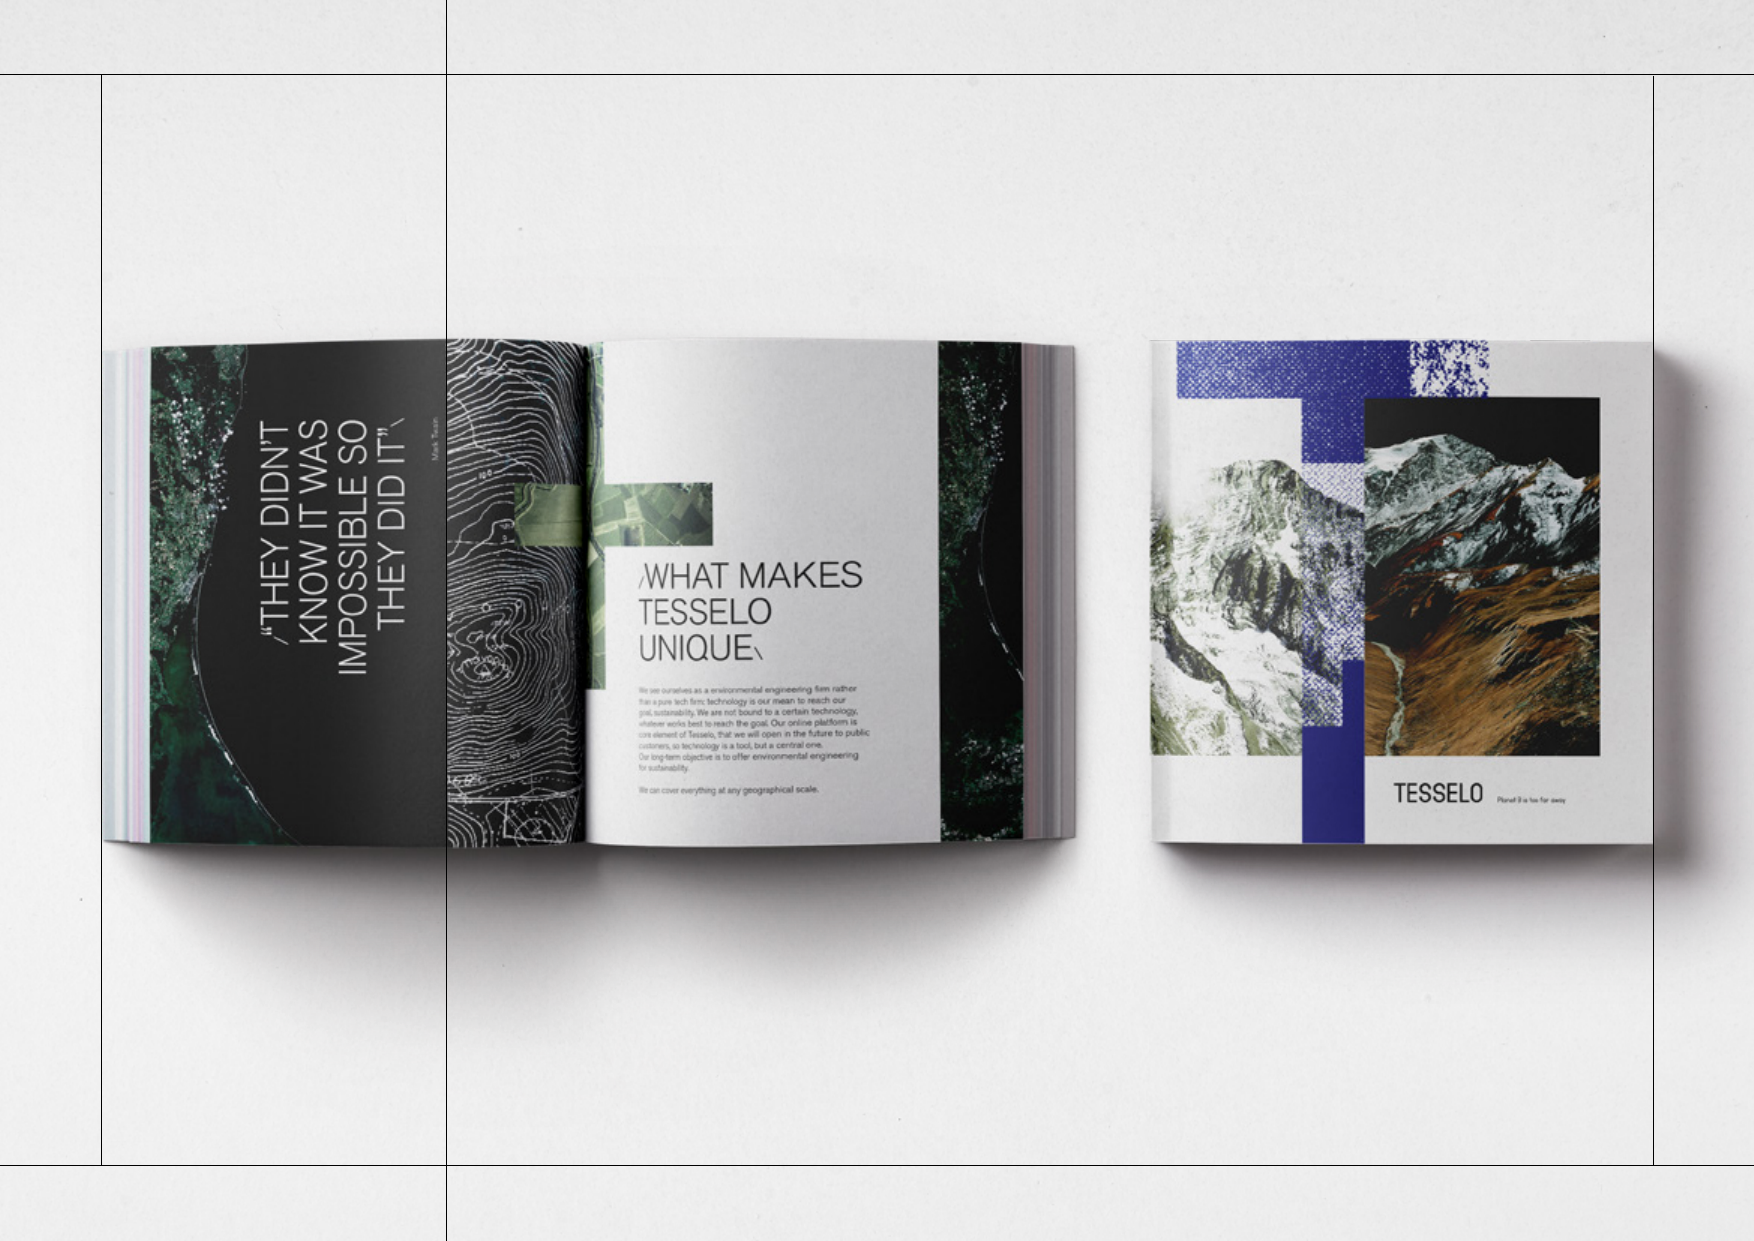 /“THEY DIDN'T
KNOW IT WAS
IMPOSSIBLE SO
THEY DID IT”\
Mark Twain
100
/WHAT MAKES
TESSELO
UNIQUE\
We see ourselves as a environmental engineering firm rather
than a pure tech firm; technology is our mean to reach our
goal, sustainability. We are not bound to a certain technology,
whatever works best to reach the goal. Our online platform is
core element of Tesselo, that we will open in the future to public
customers, so technology is a tool, but a central one.
Our long-term objective is to offer environmental engineering
for sustainability.
We can cover everything at any geographical scale.
TESSELO
Planet B is too far away